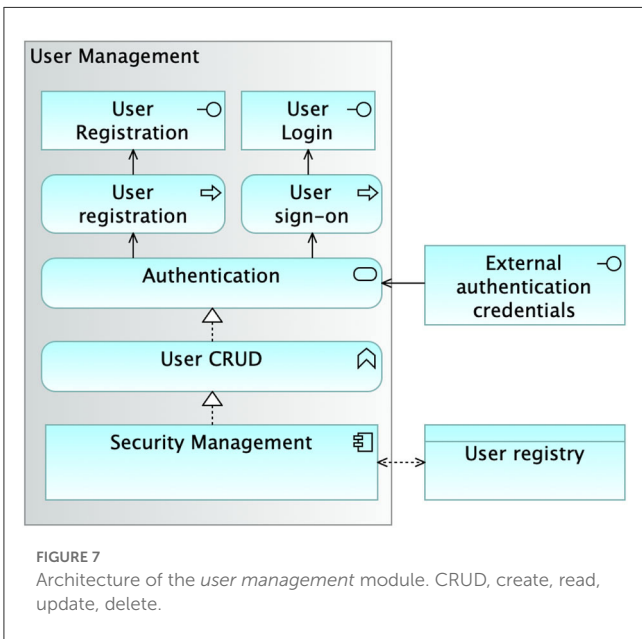 User Management
User
Registration
User
Login
User
registration
User
sign-on
Authentication
External
authentication
credentials
User CRUD
Security Management
User registry
FIGURE 7
Architecture of the user management module. CRUD, create, read,
update, delete.